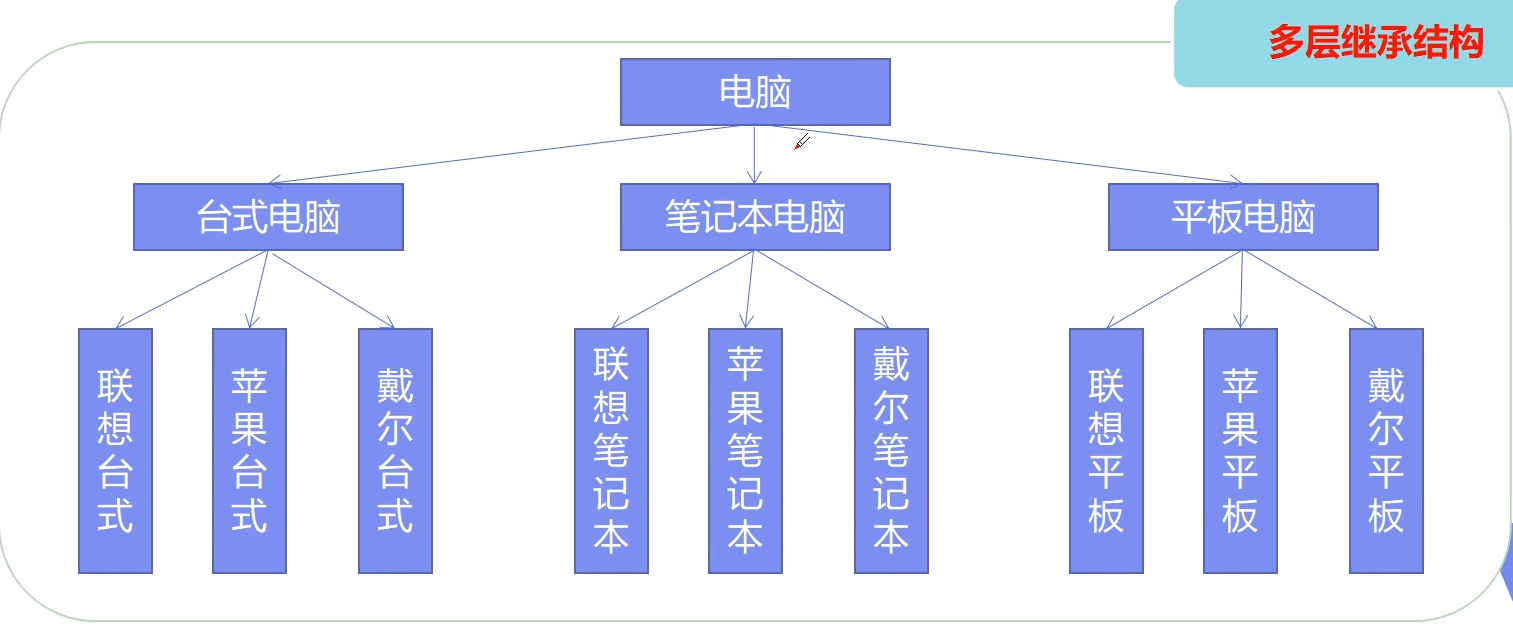 多层继承结构
电脑
台式电脑
笔记本电脑
平板电脑
联想台式
苹果台式
戴尔台式
联想笔记本
苹果笔记本
戴尔笔记本
联想平板
苹果平板
戴尔平板